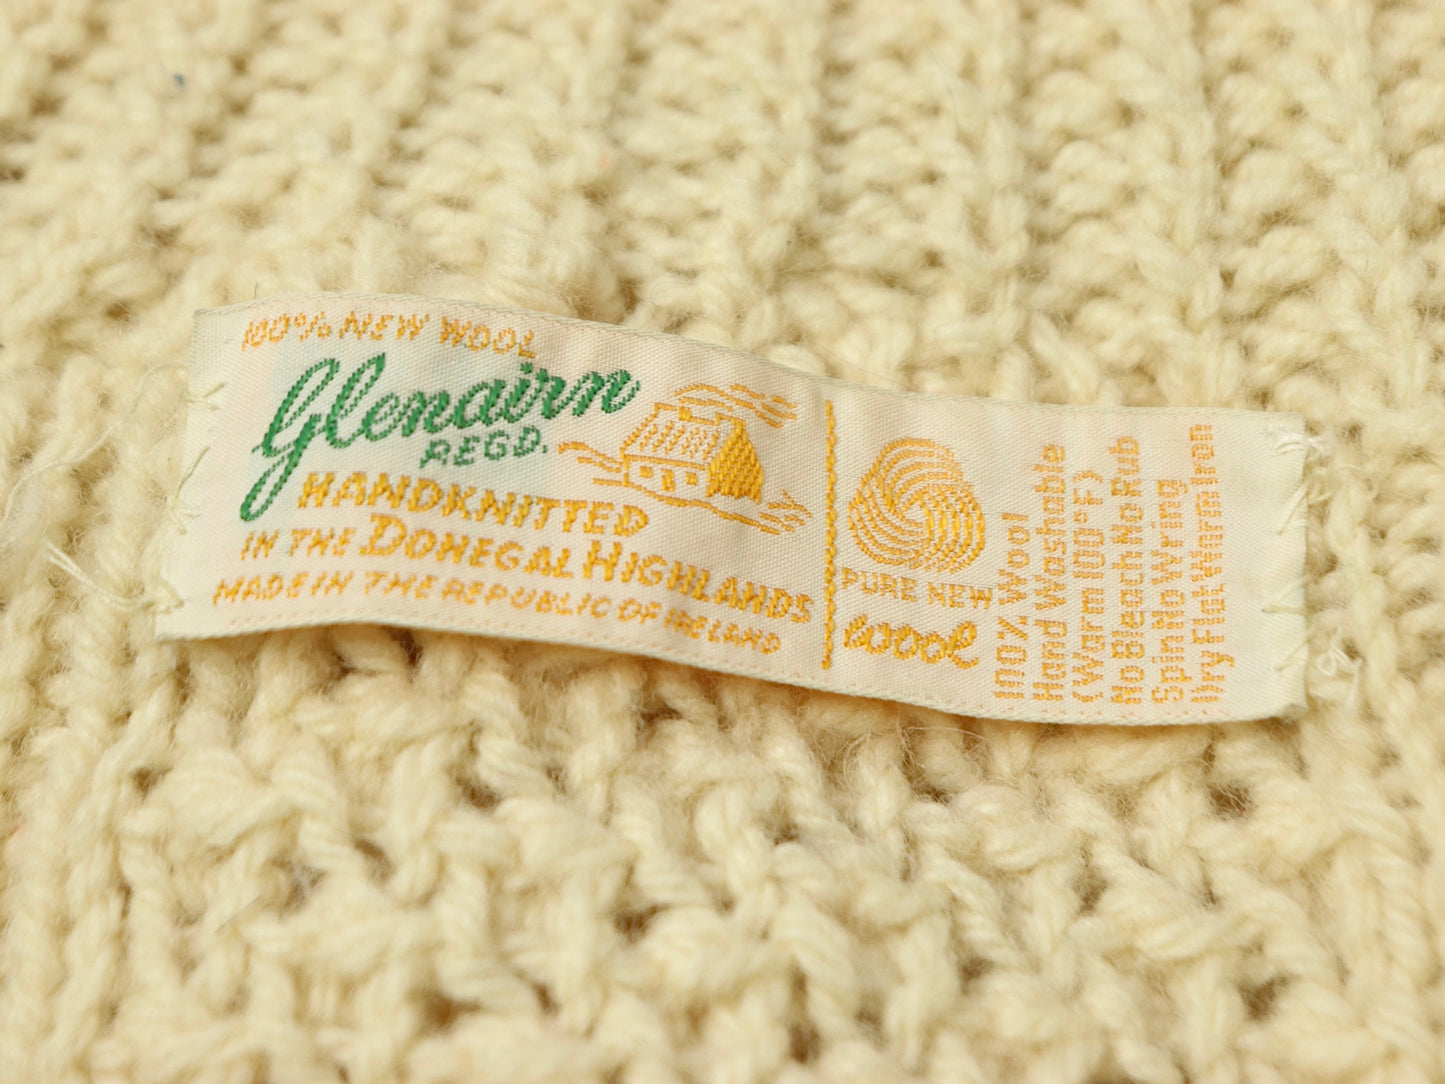 100% NEW WOOL
Glenairn
REGD.
HANDKNITTED
IN THE DONEGAL HIGHLANDS
MADE IN THE REPUBLIC OF IRELAND
PURE NEW
wool
100% Wool
Hand Washable
(Warm 100°F)
No Bleach No Rub
Spin No Wring
Dry Flat Warm Iron